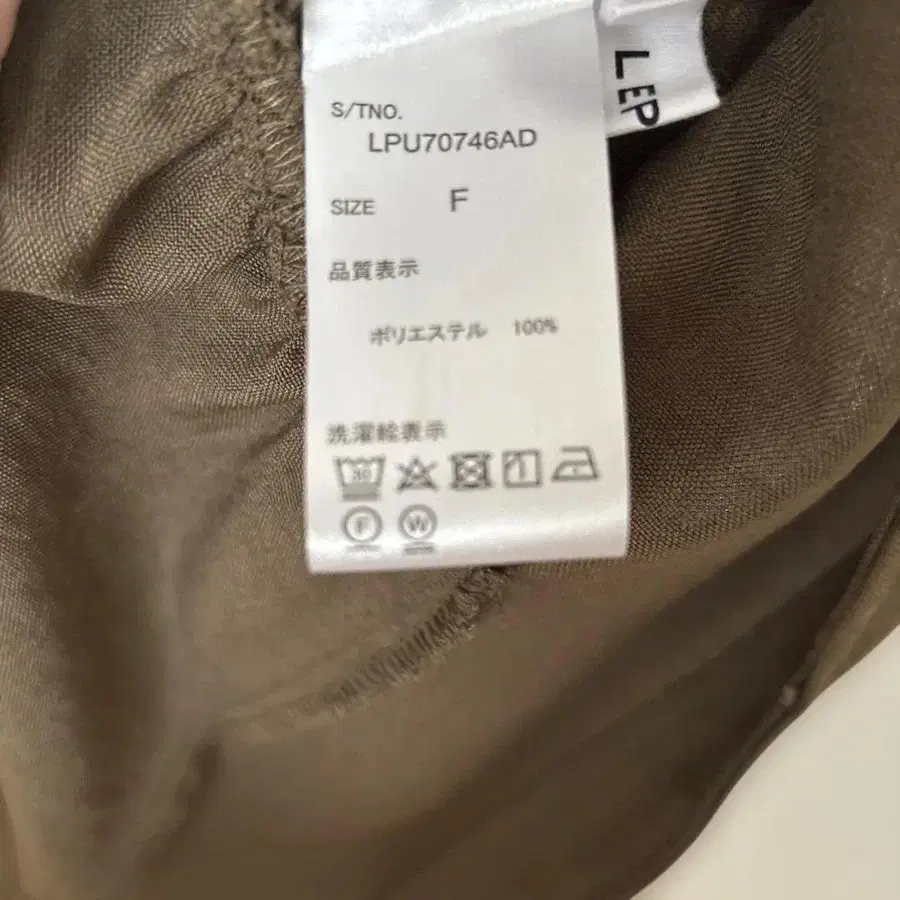 S/TNO.
LPU70746AD
SIZE F
品質表示
ポリエステル 100%
洗濯絵表示
30
F W
LEP